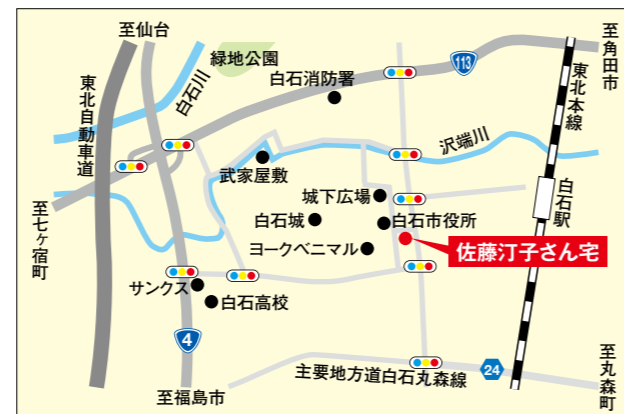 至仙台
緑地公園
白石川
東北自動車道
白石消防署
113
東北本線
至角田市
沢端川
武家屋敷
城下広場
白石駅
至七ヶ宿町
白石城
白石市役所
ヨークベニマル
佐藤汀子さん宅
サンクス
白石高校
4
主要地方道白石丸森線
24
至丸森町
至福島市